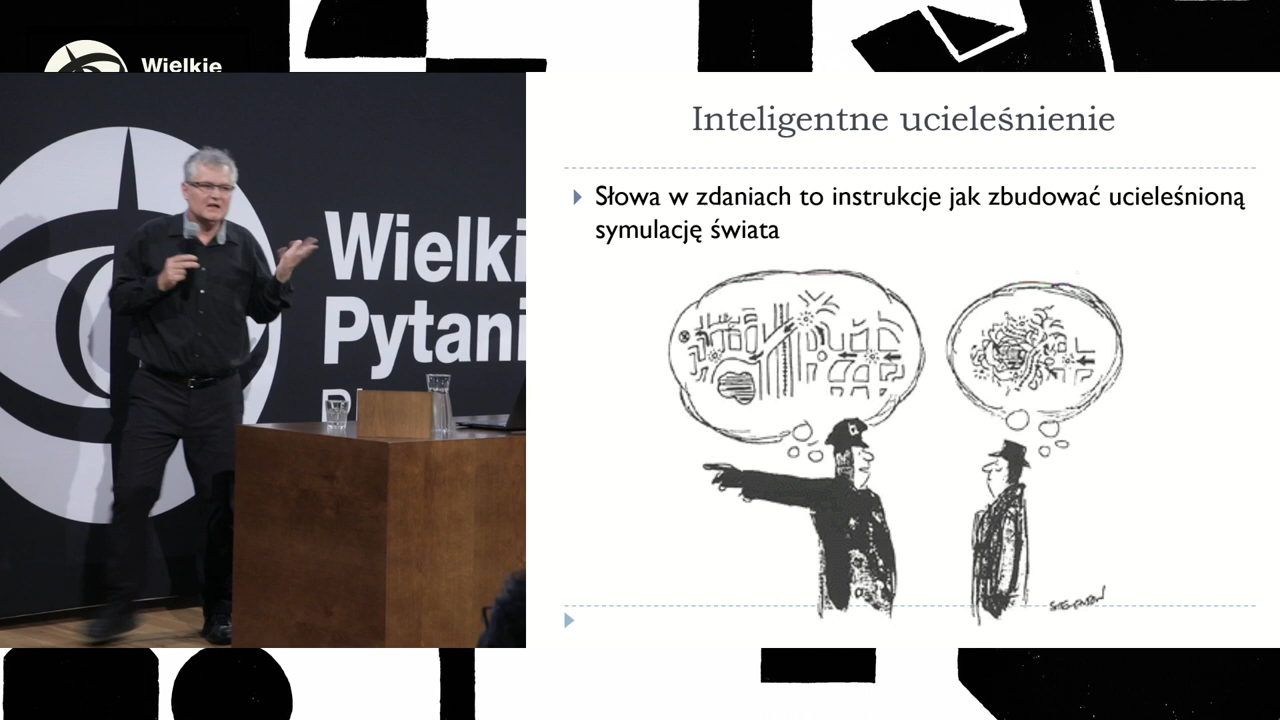 Wielkie
Wielki
Pytani
Inteligentne ucieleśnienie
Słowa w zdaniach to instrukcje jak zbudować ucieleśnioną
symulację świata